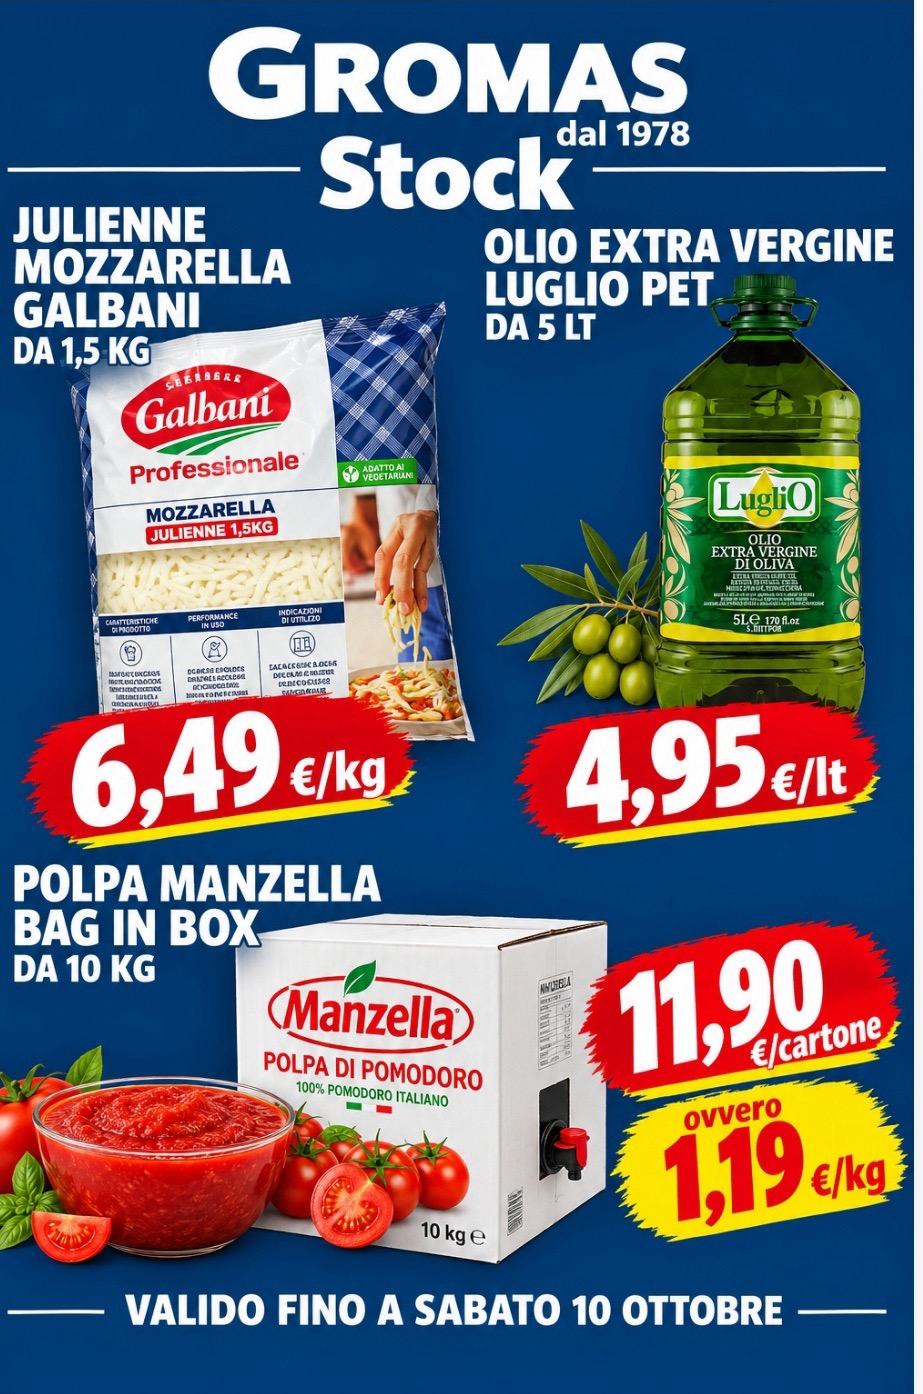 GROMAS
dal 1978
Stock
JULIENNE
MOZZARELLA
GALBANI
DA 1,5 KG
OLIO EXTRA VERGINE
LUGLIO PET
DA 5 LT
Galbani
Professionale
ADATTO AI
VEGETARIANI
MOZZARELLA
JULIENNE 1,5KG
CARATTERISTICHE
DI PRODOTTO
PERFORMANCE
IN USO
INDICAZIONI
DI UTILIZZO
LugliO
OLIO
EXTRA VERGINE
DI OLIVA
5L e 170 fl.oz
6,49 €/kg
4,95 €/lt
POLPA MANZELLA
BAG IN BOX
DA 10 KG
Manzella
POLPA DI POMODORO
100% POMODORO ITALIANO
10 kg e
11,90
€/cartone
ovvero
1,19 €/kg
VALIDO FINO A SABATO 10 OTTOBRE